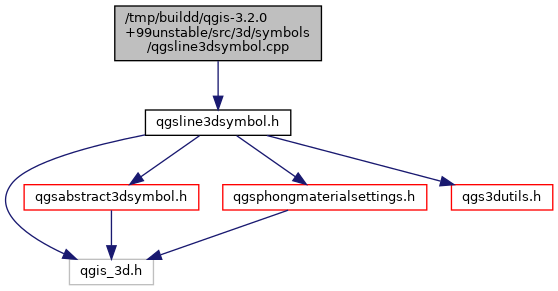 /tmp/buildd/qgis-3.2.0
+99unstable/src/3d/symbols
/qgsline3dsymbol.cpp
qgsline3dsymbol.h
qgsabstract3dsymbol.h
qgsphongmaterialsettings.h
qgs3dutils.h
qgis_3d.h